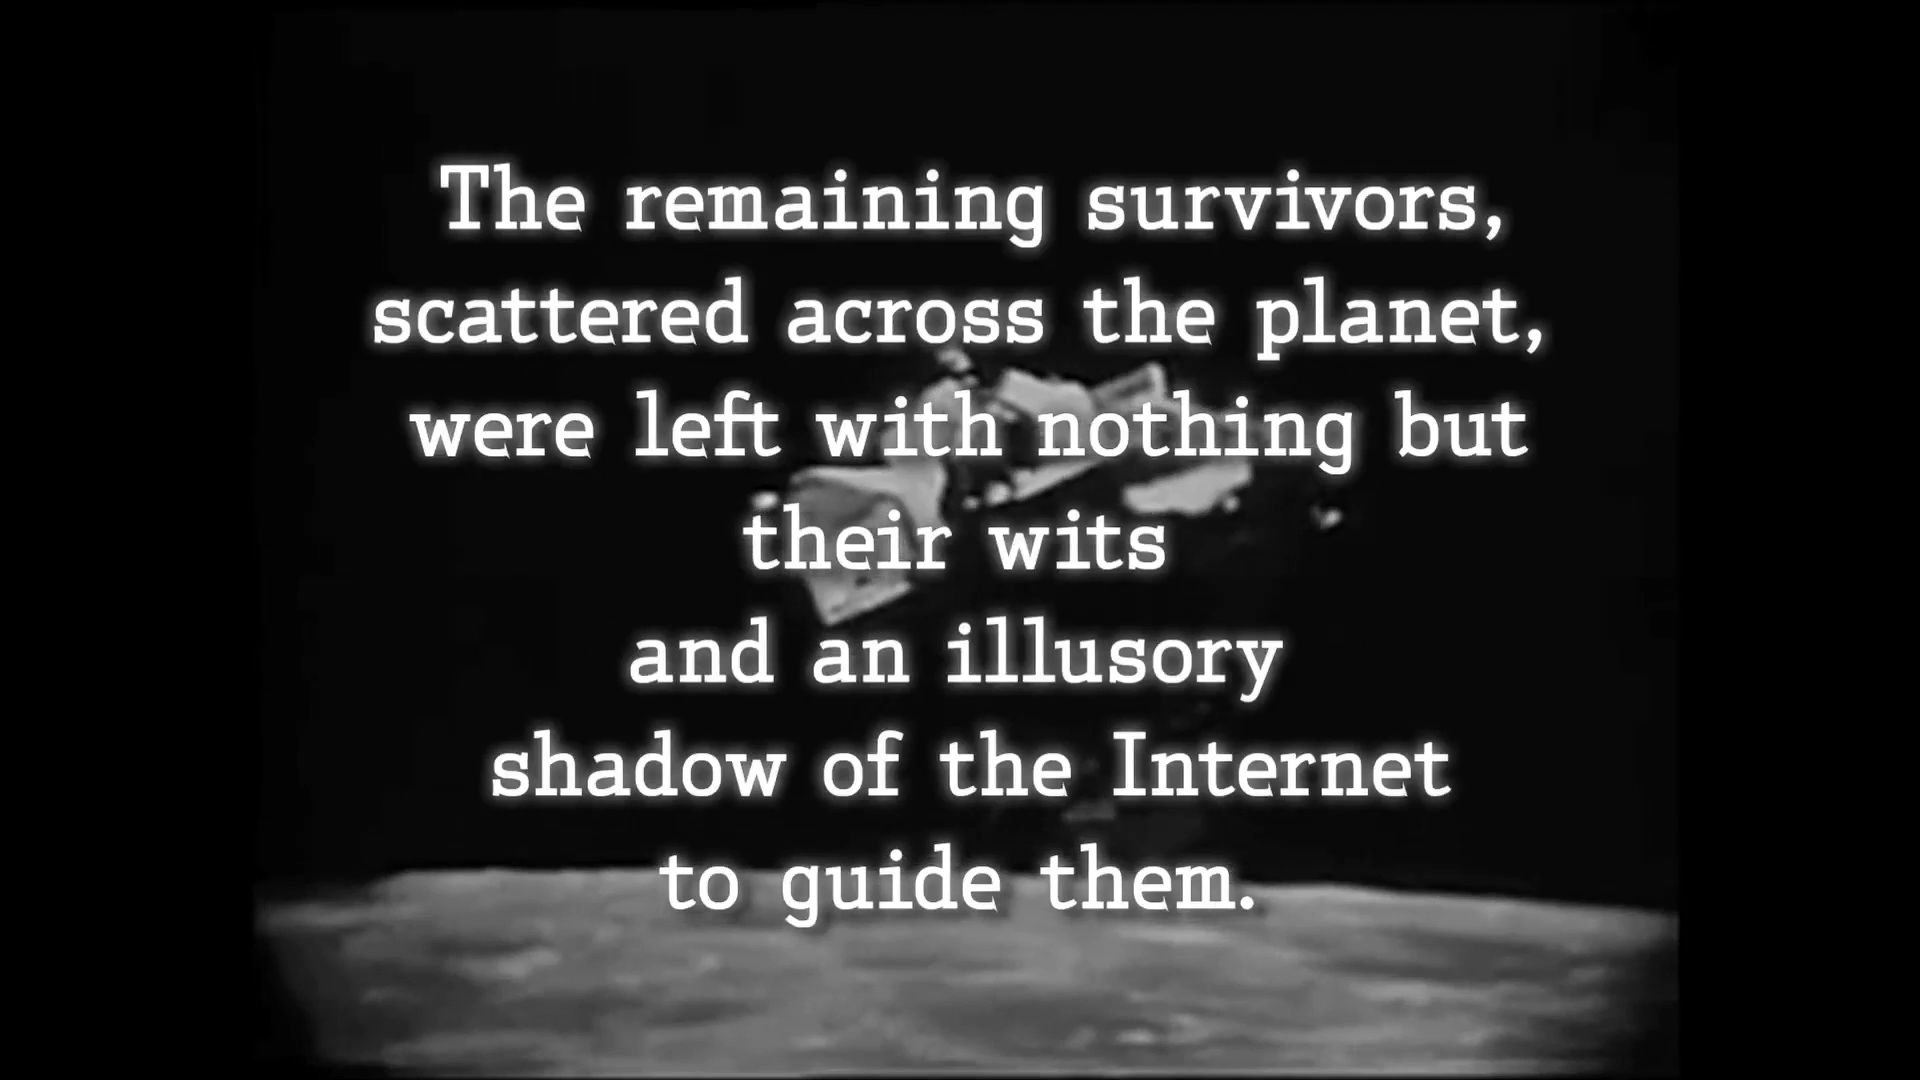 The remaining survivors,
scattered across the planet,
were left with nothing but
their wits
and an illusory
shadow of the Internet
to guide them.